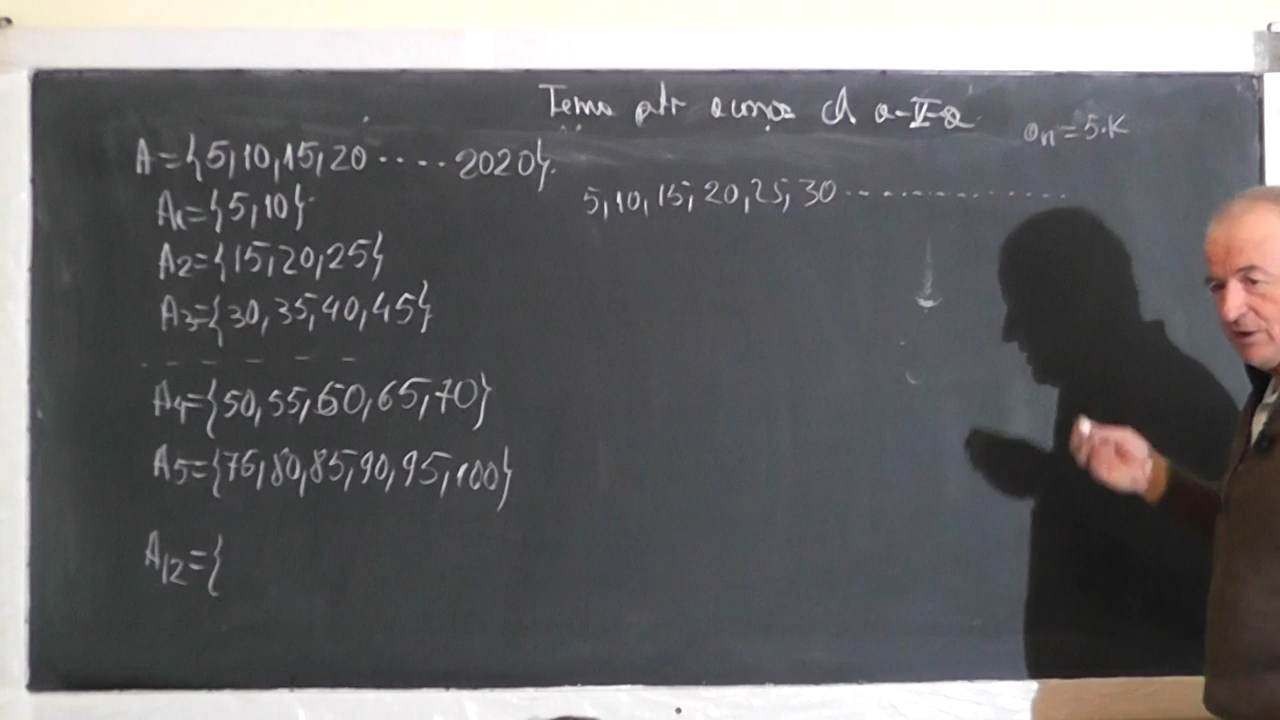 Tema ptr acasa cl a-V-a
A={5,10,15,20.....2020}.
an=5.K
A1={5,10}
5,10,15,20,25,30..............
A2={15,20,25}
A3={30,35,40,45}
- - - - - -
A4={50,55,60,65,70}
A5={75,80,85,90,95,100}
A12={